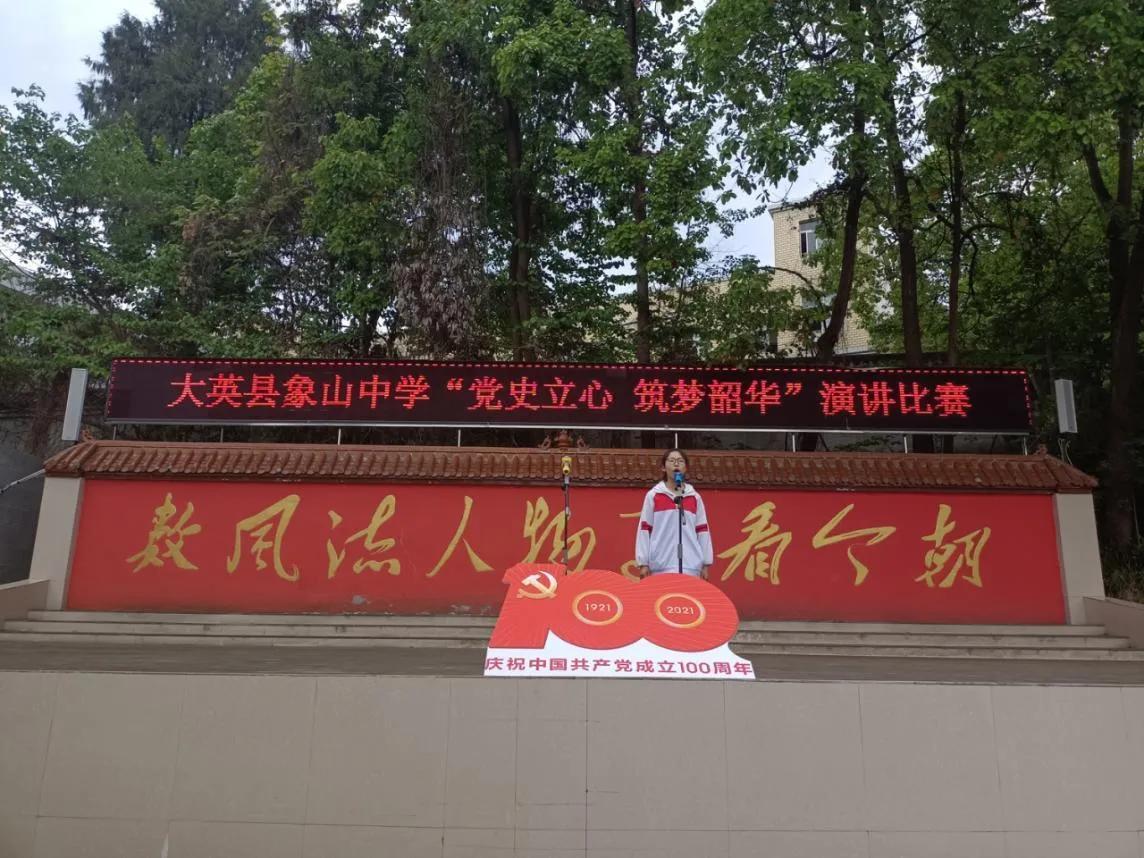 大英县象山中学“党史立心 筑梦韶华”演讲比赛
数风流人物 看今朝
1921
2021
庆祝中国共产党成立100周年